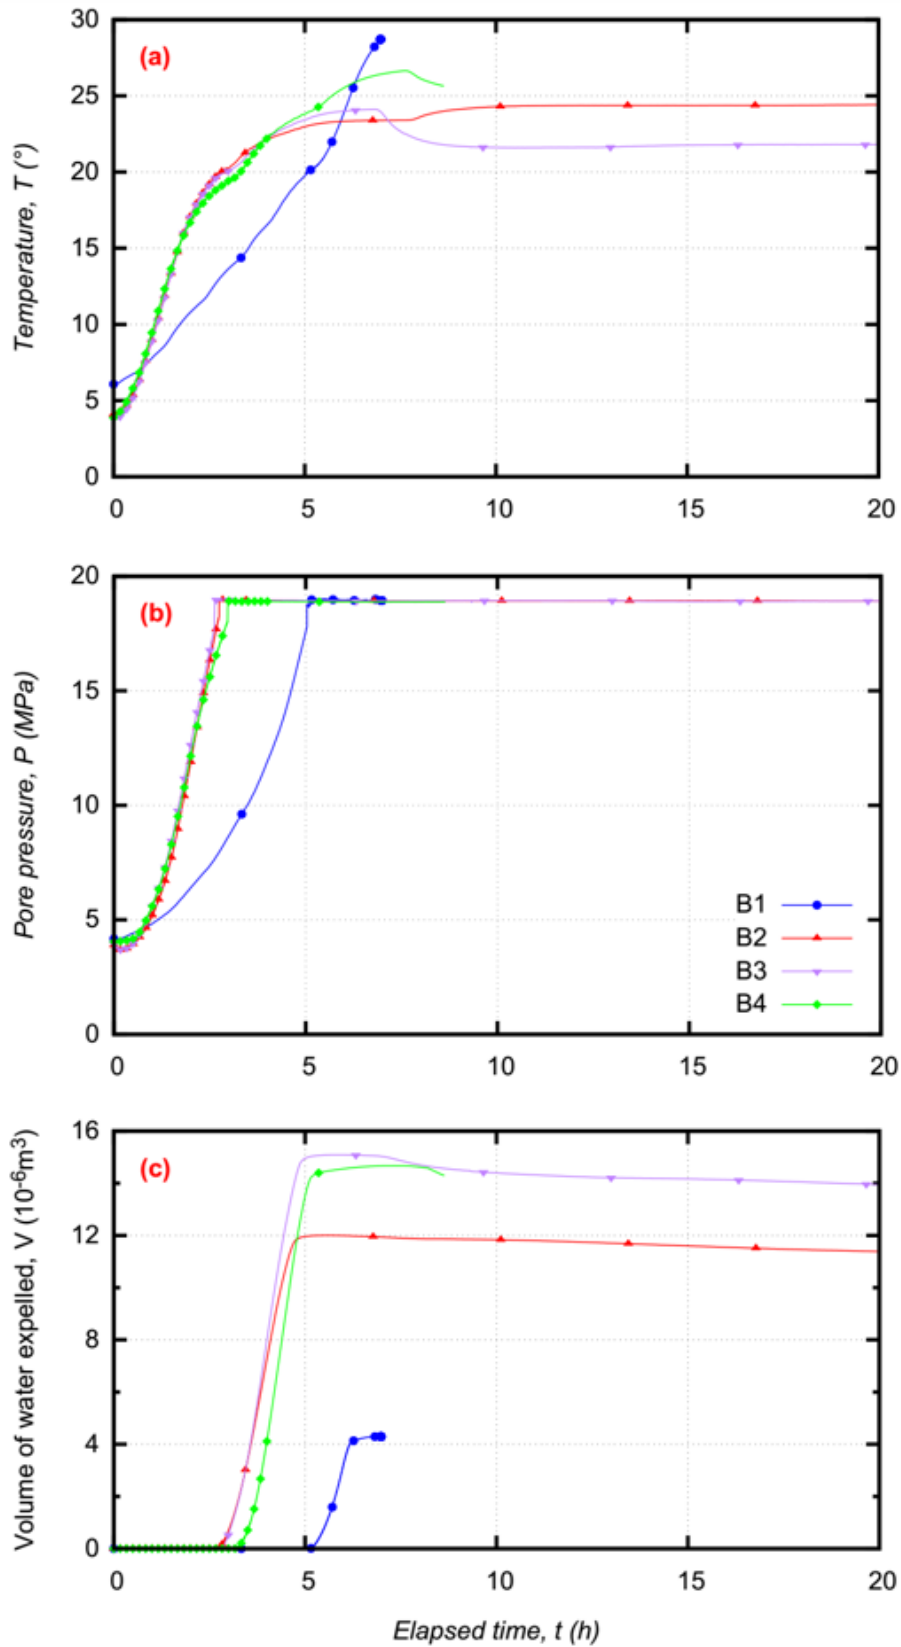 30
(a)
25
20
15
10
5
0
Temperature, T (°)
0 5 10 15 20
20
(b)
15
10
5
0
Pore pressure, P (MPa)
B1
B2
B3
B4
0 5 10 15 20
16
(c)
12
8
4
0
Volume of water expelled, V (10⁻⁶m³)
0 5 10 15 20
Elapsed time, t (h)